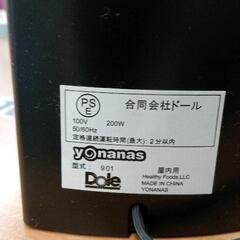 PS
E
合同会社ドール
100V 200W
50/60Hz
定格連続運転時間(最大): 2分以内
yonanas
型式: 901
屋内用
Dole
Healthy Foods,LLC
MADE IN CHINA
YONANAS